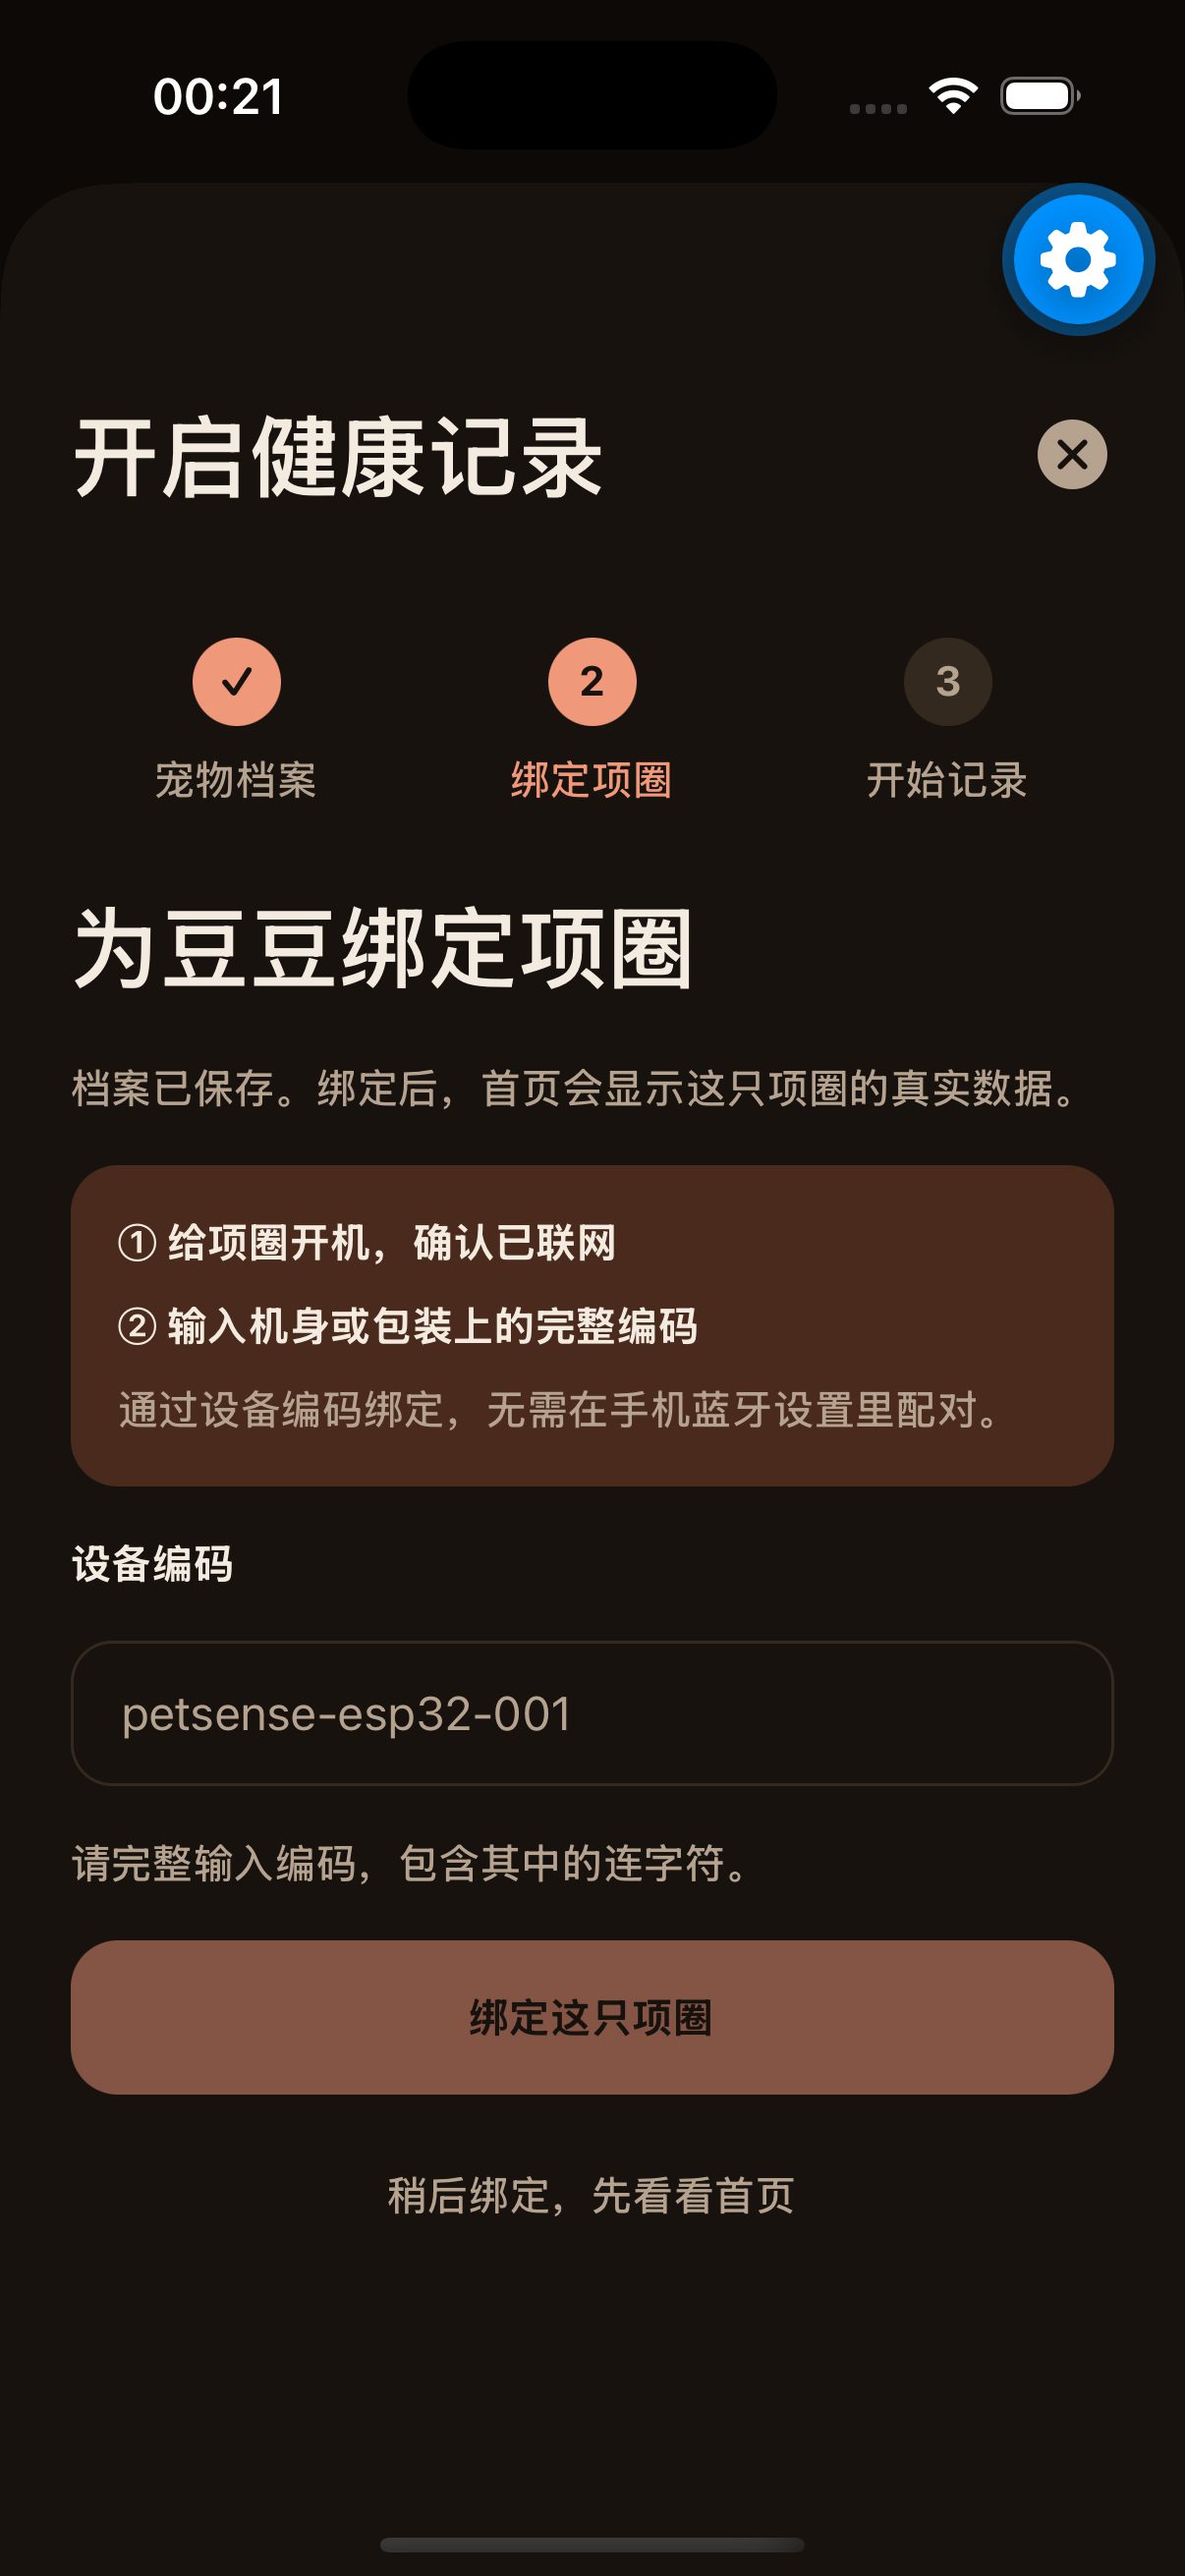 00:21
开启健康记录
2
3
宠物档案
绑定项圈
开始记录
为豆豆绑定项圈
档案已保存。绑定后，首页会显示这只项圈的真实数据。
① 给项圈开机，确认已联网
② 输入机身或包装上的完整编码
通过设备编码绑定，无需在手机蓝牙设置里配对。
设备编码
petsense-esp32-001
请完整输入编码，包含其中的连字符。
绑定这只项圈
稍后绑定，先看看首页